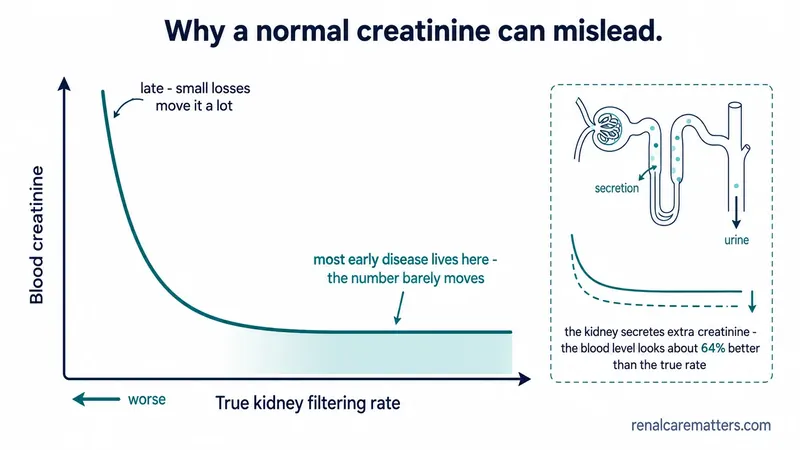 Why a normal creatinine can mislead.
late - small losses
move it a lot
Blood creatinine
most early disease lives here -
the number barely moves
worse
True kidney filtering rate
secretion
urine
the kidney secretes extra creatinine -
the blood level looks about 64% better
than the true rate
renalcarematters.com